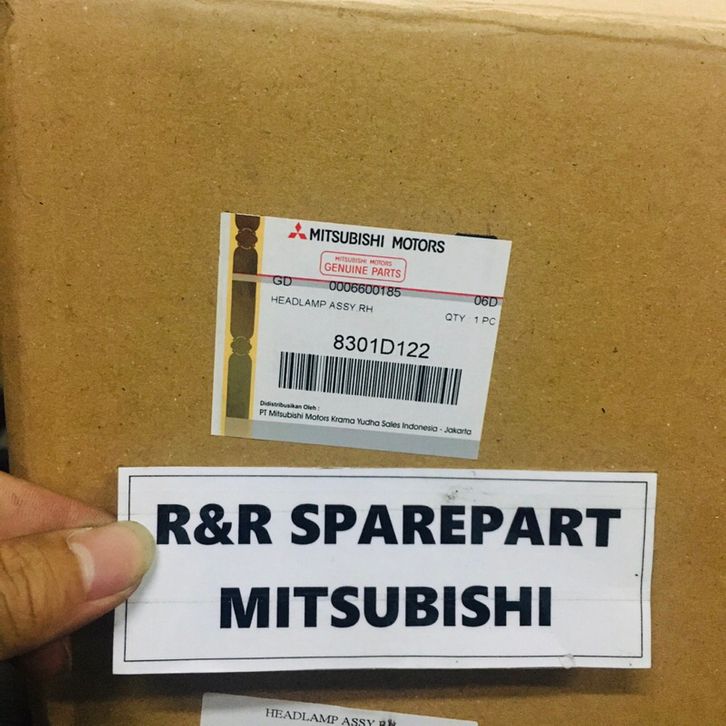 MITSUBISHI MOTORS
MITSUBISHI MOTORS
GENUINE PARTS
GD 0006600185 06D
HEADLAMP ASSY,RH QTY 1 PC
8301D122
Didistribusikan Oleh :
PT Mitsubishi Motors Krama Yudha Sales Indonesia - Jakarta
R&R SPAREPART
MITSUBISHI
HEADLAMP ASSY RH